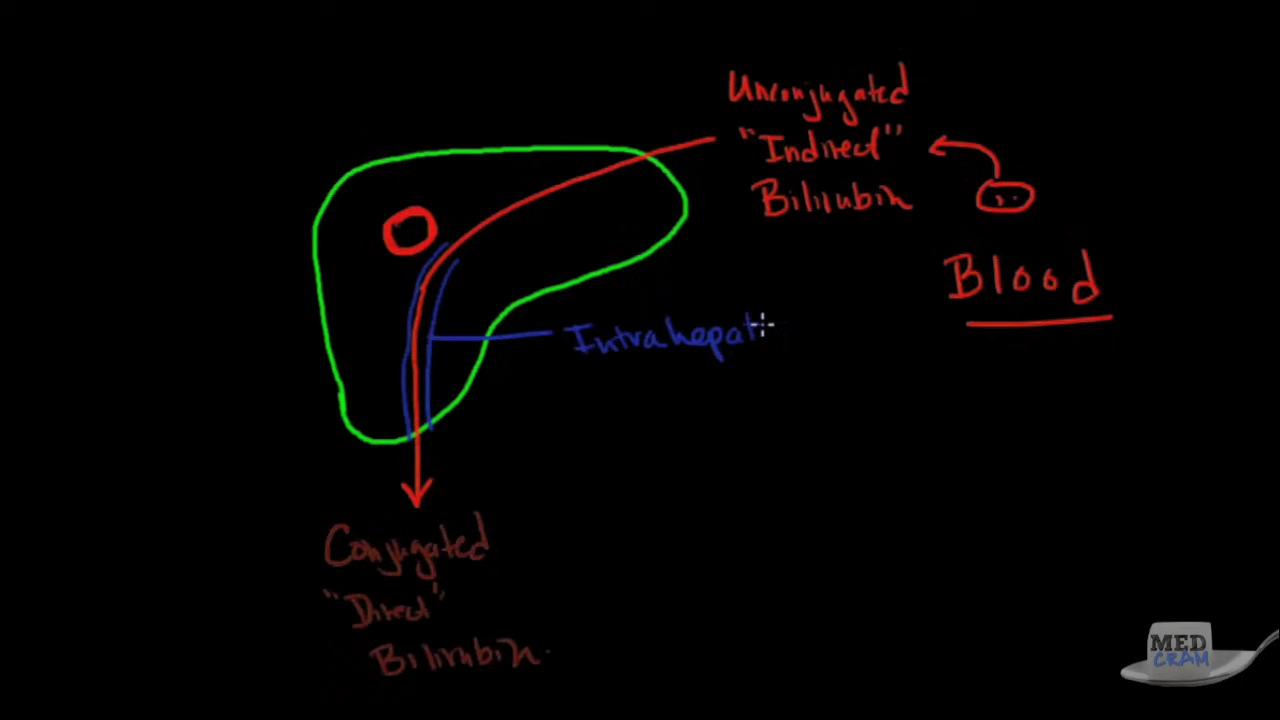 Unconjugated
"Indirect"
Bilirubin
Blood
Intrahepat
Conjugated
"Direct"
Bilirubin
MED
CRAM